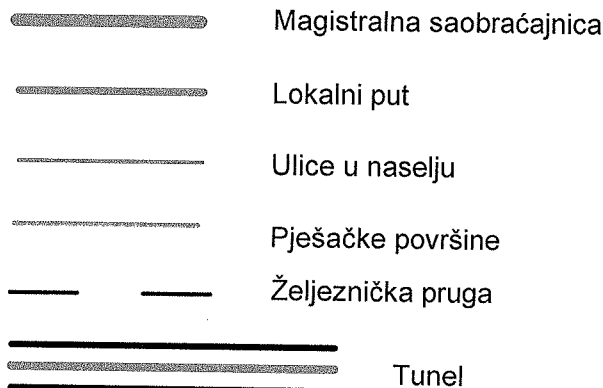 Magistralna saobraćajnica
Lokalni put
Ulice u naselju
Pješačke površine
Željeznička pruga
Tunel